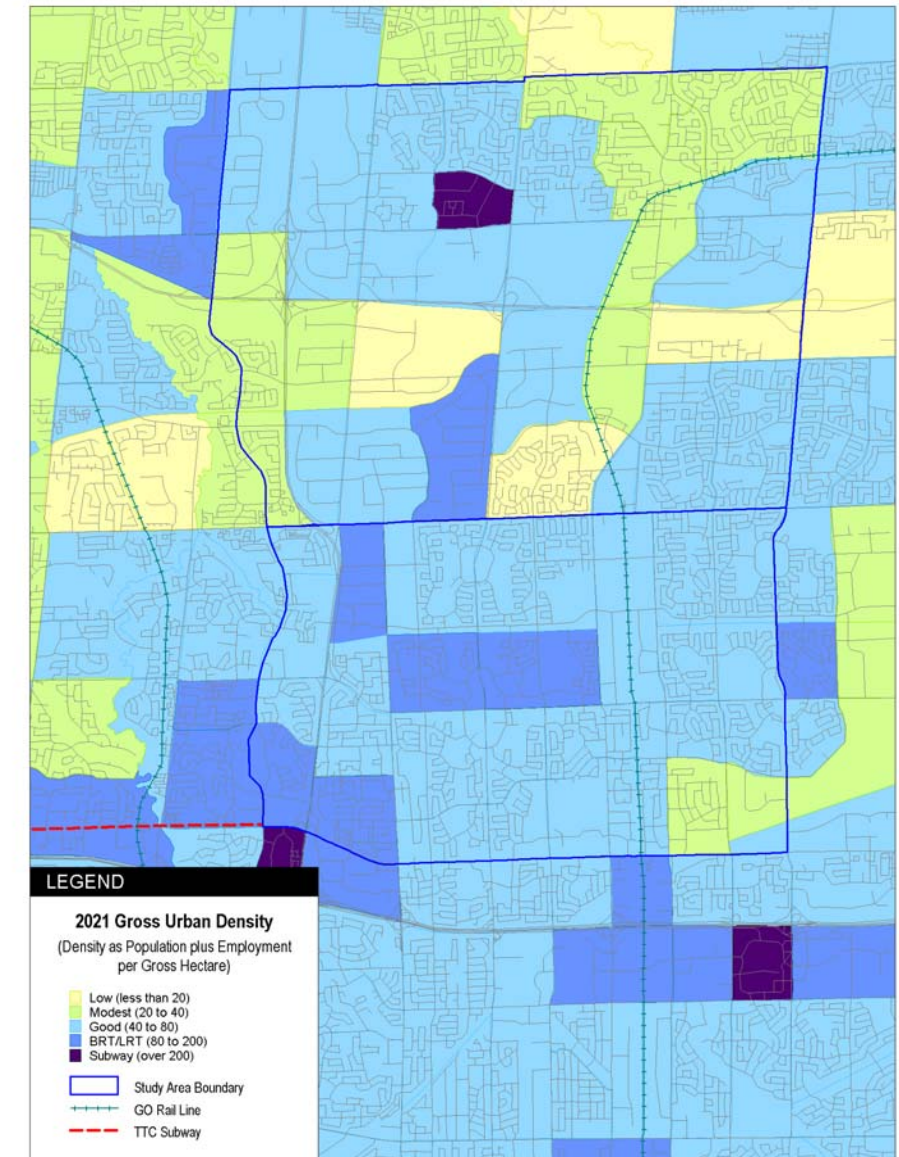 LEGEND
2021 Gross Urban Density
(Density as Population plus Employment
per Gross Hectare)
Low (less than 20)
Modest (20 to 40)
Good (40 to 80)
BRT/LRT (80 to 200)
Subway (over 200)
Study Area Boundary
GO Rail Line
TTC Subway